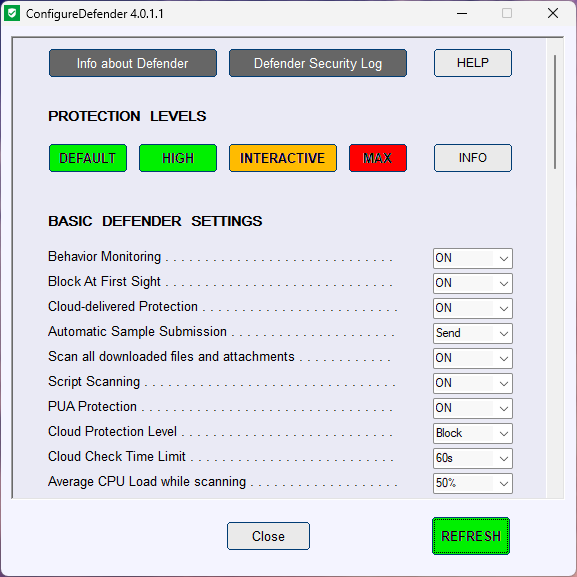 ConfigureDefender 4.0.1.1
Info about Defender Defender Security Log HELP
PROTECTION LEVELS
DEFAULT HIGH INTERACTIVE MAX INFO
BASIC DEFENDER SETTINGS
Behavior Monitoring . . . . . . . . . . . . . . . . . . . . . . . . . . . . . ON
Block At First Sight . . . . . . . . . . . . . . . . . . . . . . . . . . . . . ON
Cloud-delivered Protection . . . . . . . . . . . . . . . . . . . . . . . . . ON
Automatic Sample Submission . . . . . . . . . . . . . . . . . . . . . Send
Scan all downloaded files and attachments . . . . . . . . . . . . ON
Script Scanning . . . . . . . . . . . . . . . . . . . . . . . . . . . . . . . . ON
PUA Protection . . . . . . . . . . . . . . . . . . . . . . . . . . . . . . . . ON
Cloud Protection Level . . . . . . . . . . . . . . . . . . . . . . . . . . . Block
Cloud Check Time Limit . . . . . . . . . . . . . . . . . . . . . . . . . . 60s
Average CPU Load while scanning . . . . . . . . . . . . . . . . . . . 50%
Close REFRESH